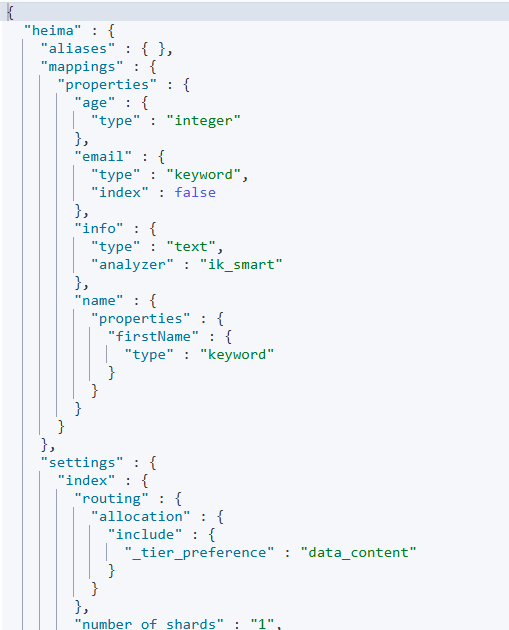 {
  "heima" : {
    "aliases" : { },
    "mappings" : {
      "properties" : {
        "age" : {
          "type" : "integer"
        },
        "email" : {
          "type" : "keyword",
          "index" : false
        },
        "info" : {
          "type" : "text",
          "analyzer" : "ik_smart"
        },
        "name" : {
          "properties" : {
            "firstName" : {
              "type" : "keyword"
            }
          }
        }
      }
    },
    "settings" : {
      "index" : {
        "routing" : {
          "allocation" : {
            "include" : {
              "_tier_preference" : "data_content"
            }
          }
        },
        "number_of_shards" : "1",